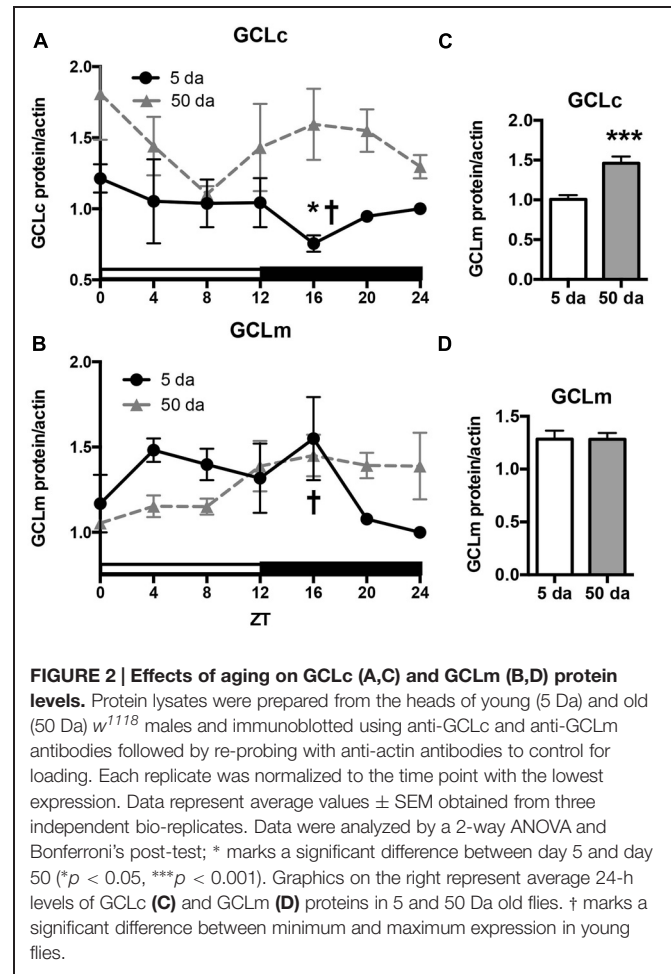 A
GCLc
2.0
1.5
1.0
0.5
GCLc protein/actin
5 da
50 da
*†
0 4 8 12 16 20 24
B
GCLm
2.0
1.5
1.0
GCLm protein/actin
5 da
50 da
†
0 4 8 12 16 20 24
ZT
C
GCLc
2.0
1.5
1.0
0.5
0.0
GCLm protein/actin
***
5 da 50 da
D
GCLm
1.5
1.0
0.5
0.0
GCLm protein/actin
5 da 50 da
FIGURE 2 | Effects of aging on GCLc (A,C) and GCLm (B,D) protein
levels. Protein lysates were prepared from the heads of young (5 Da) and old
(50 Da) w1118 males and immunoblotted using anti-GCLc and anti-GCLm
antibodies followed by re-probing with anti-actin antibodies to control for
loading. Each replicate was normalized to the time point with the lowest
expression. Data represent average values ± SEM obtained from three
independent bio-replicates. Data were analyzed by a 2-way ANOVA and
Bonferroni's post-test; * marks a significant difference between day 5 and day
50 (*p < 0.05, ***p < 0.001). Graphics on the right represent average 24-h
levels of GCLc (C) and GCLm (D) proteins in 5 and 50 Da old flies. † marks a
significant difference between minimum and maximum expression in young
flies.